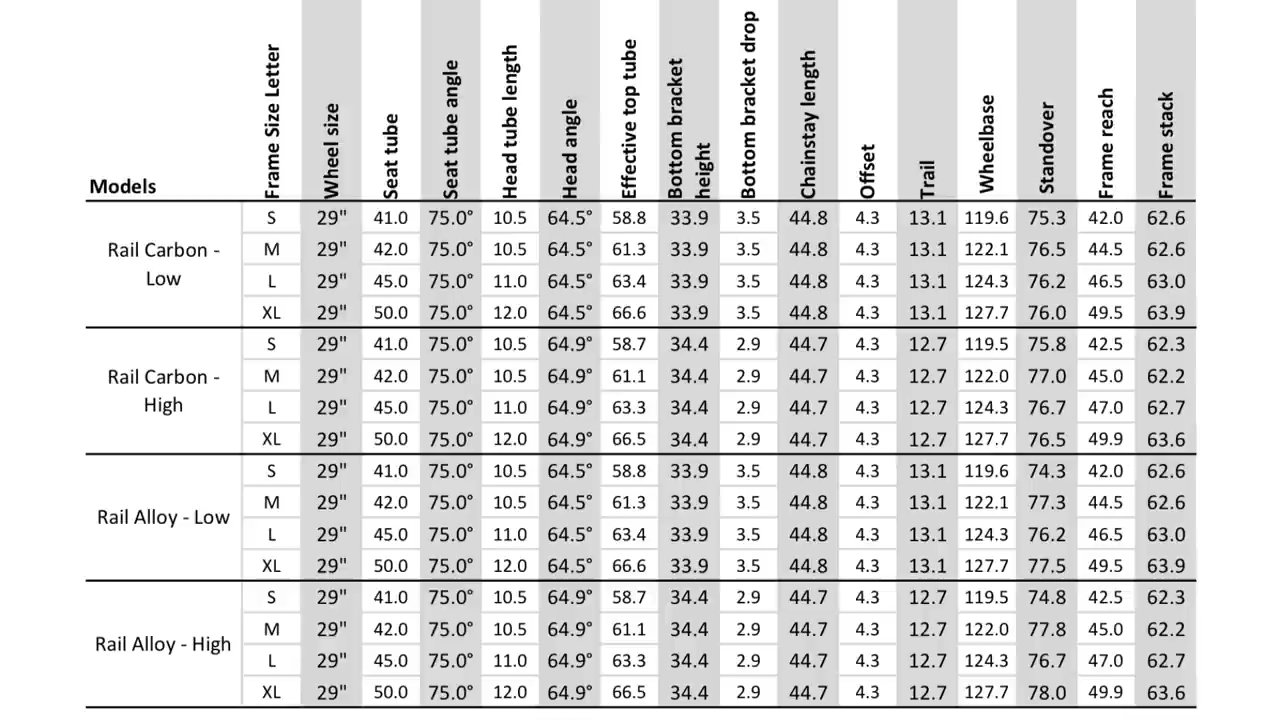 Models Frame Size Letter Wheel size Seat tube Seat tube angle Head tube length Head angle Effective top tube Bottom bracket height Bottom bracket drop Chainstay length Offset Trail Wheelbase Standover Frame reach Frame stack
Rail Carbon - Low
S 29" 41.0 75.0° 10.5 64.5° 58.8 33.9 3.5 44.8 4.3 13.1 119.6 75.3 42.0 62.6
M 29" 42.0 75.0° 10.5 64.5° 61.3 33.9 3.5 44.8 4.3 13.1 122.1 76.5 44.5 62.6
L 29" 45.0 75.0° 11.0 64.5° 63.4 33.9 3.5 44.8 4.3 13.1 124.3 76.2 46.5 63.0
XL 29" 50.0 75.0° 12.0 64.5° 66.6 33.9 3.5 44.8 4.3 13.1 127.7 76.0 49.5 63.9
Rail Carbon - High
S 29" 41.0 75.0° 10.5 64.9° 58.7 34.4 2.9 44.7 4.3 12.7 119.5 75.8 42.5 62.3
M 29" 42.0 75.0° 10.5 64.9° 61.1 34.4 2.9 44.7 4.3 12.7 122.0 77.0 45.0 62.2
L 29" 45.0 75.0° 11.0 64.9° 63.3 34.4 2.9 44.7 4.3 12.7 124.3 76.7 47.0 62.7
XL 29" 50.0 75.0° 12.0 64.9° 66.5 34.4 2.9 44.7 4.3 12.7 127.7 76.5 49.9 63.6
Rail Alloy - Low
S 29" 41.0 75.0° 10.5 64.5° 58.8 33.9 3.5 44.8 4.3 13.1 119.6 74.3 42.0 62.6
M 29" 42.0 75.0° 10.5 64.5° 61.3 33.9 3.5 44.8 4.3 13.1 122.1 77.3 44.5 62.6
L 29" 45.0 75.0° 11.0 64.5° 63.4 33.9 3.5 44.8 4.3 13.1 124.3 76.2 46.5 63.0
XL 29" 50.0 75.0° 12.0 64.5° 66.6 33.9 3.5 44.8 4.3 13.1 127.7 77.5 49.5 63.9
Rail Alloy - High
S 29" 41.0 75.0° 10.5 64.9° 58.7 34.4 2.9 44.7 4.3 12.7 119.5 74.8 42.5 62.3
M 29" 42.0 75.0° 10.5 64.9° 61.1 34.4 2.9 44.7 4.3 12.7 122.0 77.8 45.0 62.2
L 29" 45.0 75.0° 11.0 64.9° 63.3 34.4 2.9 44.7 4.3 12.7 124.3 76.7 47.0 62.7
XL 29" 50.0 75.0° 12.0 64.9° 66.5 34.4 2.9 44.7 4.3 12.7 127.7 78.0 49.9 63.6